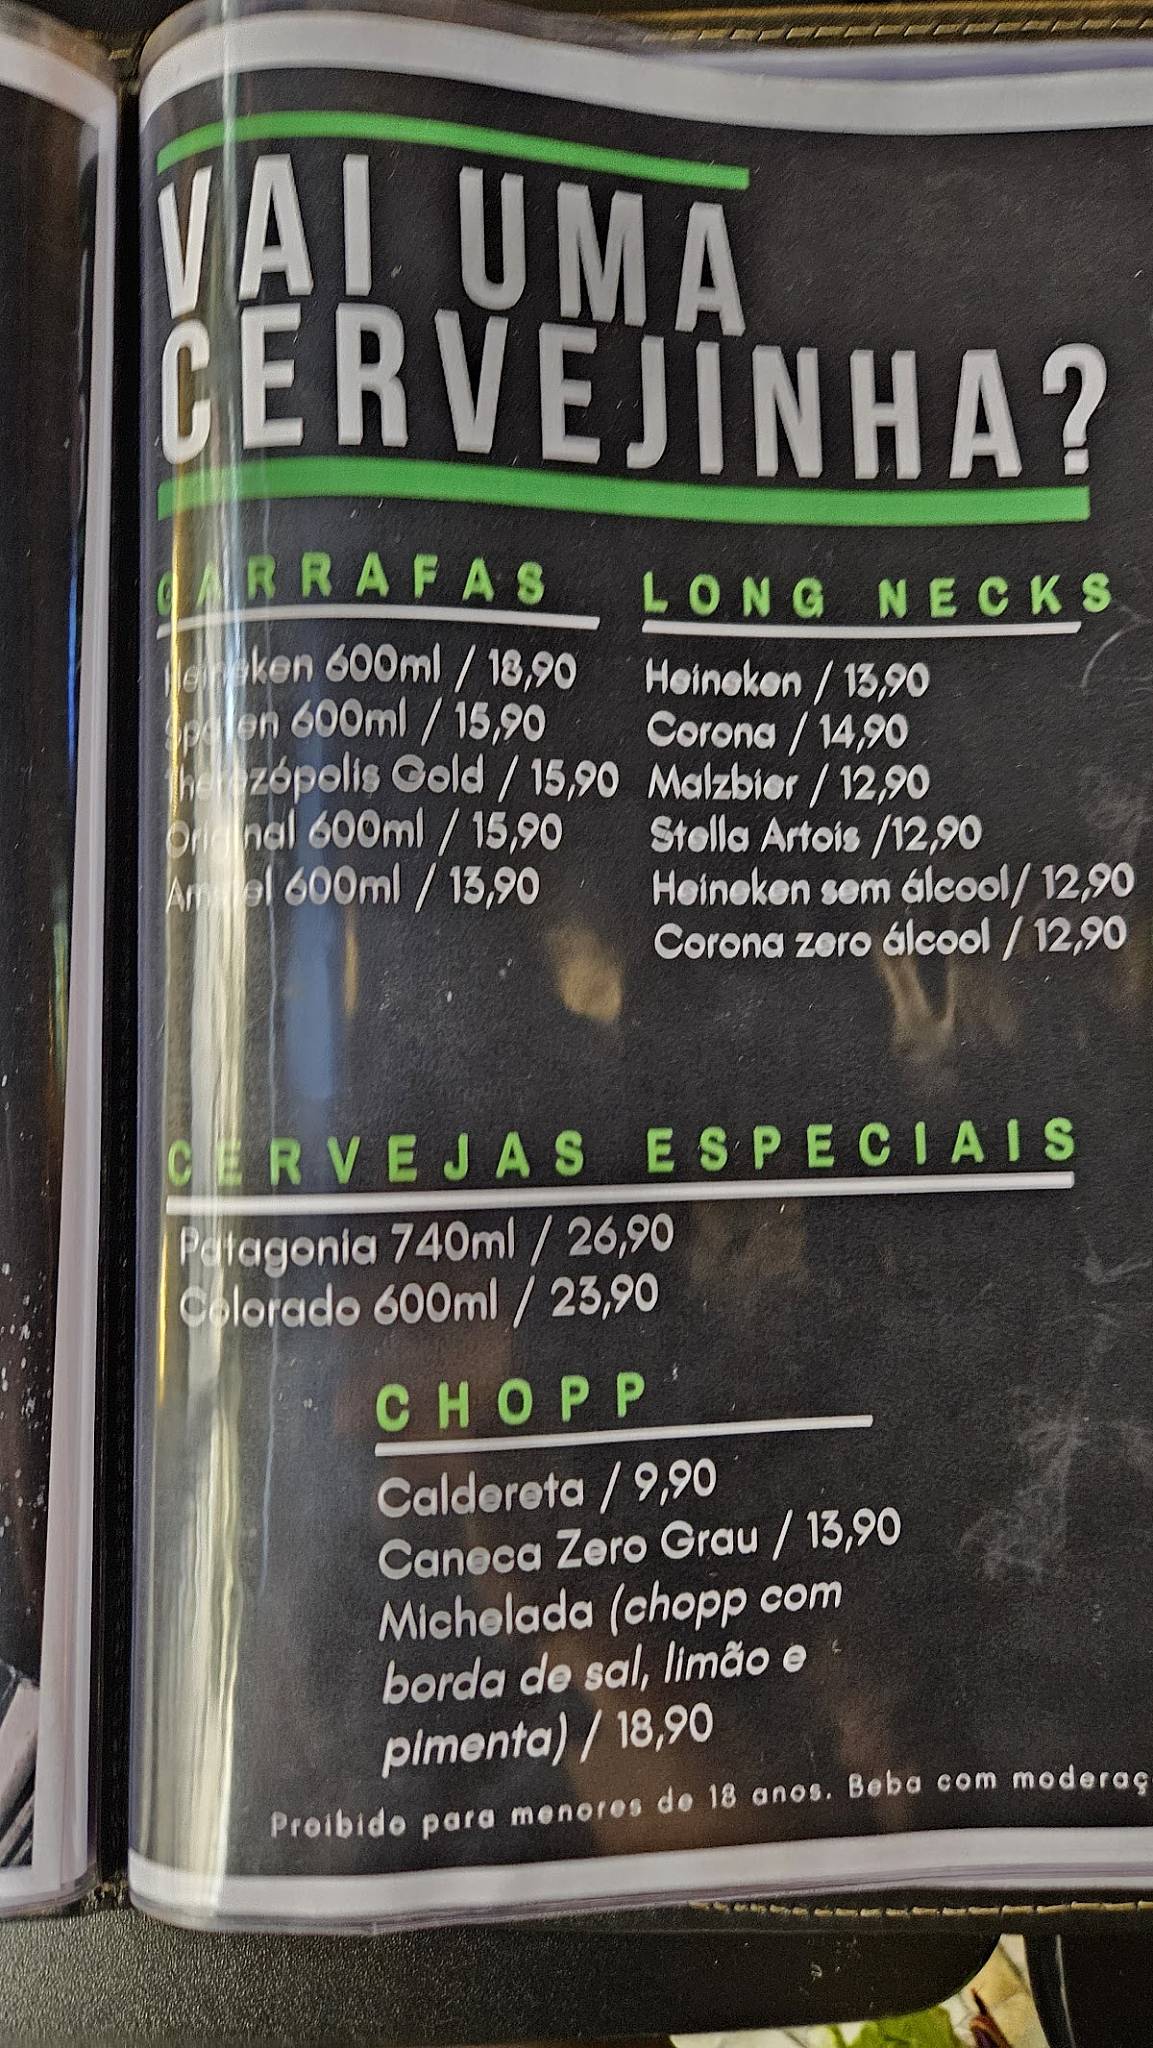 VAI UMA
CERVEJINHA?
GARRAFAS
Heineken 600ml / 18,90
Spaten 600ml / 15,90
Therezópolis Gold / 15,90
Original 600ml / 15,90
Amstel 600ml / 13,90
LONG NECKS
Heineken / 13,90
Corona / 14,90
Malzbier / 12,90
Stella Artois /12,90
Heineken sem álcool/ 12,90
Corona zero álcool / 12,90
CERVEJAS ESPECIAIS
Patagonia 740ml / 26,90
Colorado 600ml / 23,90
CHOPP
Caldereta / 9,90
Caneca Zero Grau / 13,90
Michelada (chopp com
borda de sal, limão e
pimenta) / 18,90
Proibido para menores de 18 anos. Beba com moderaç